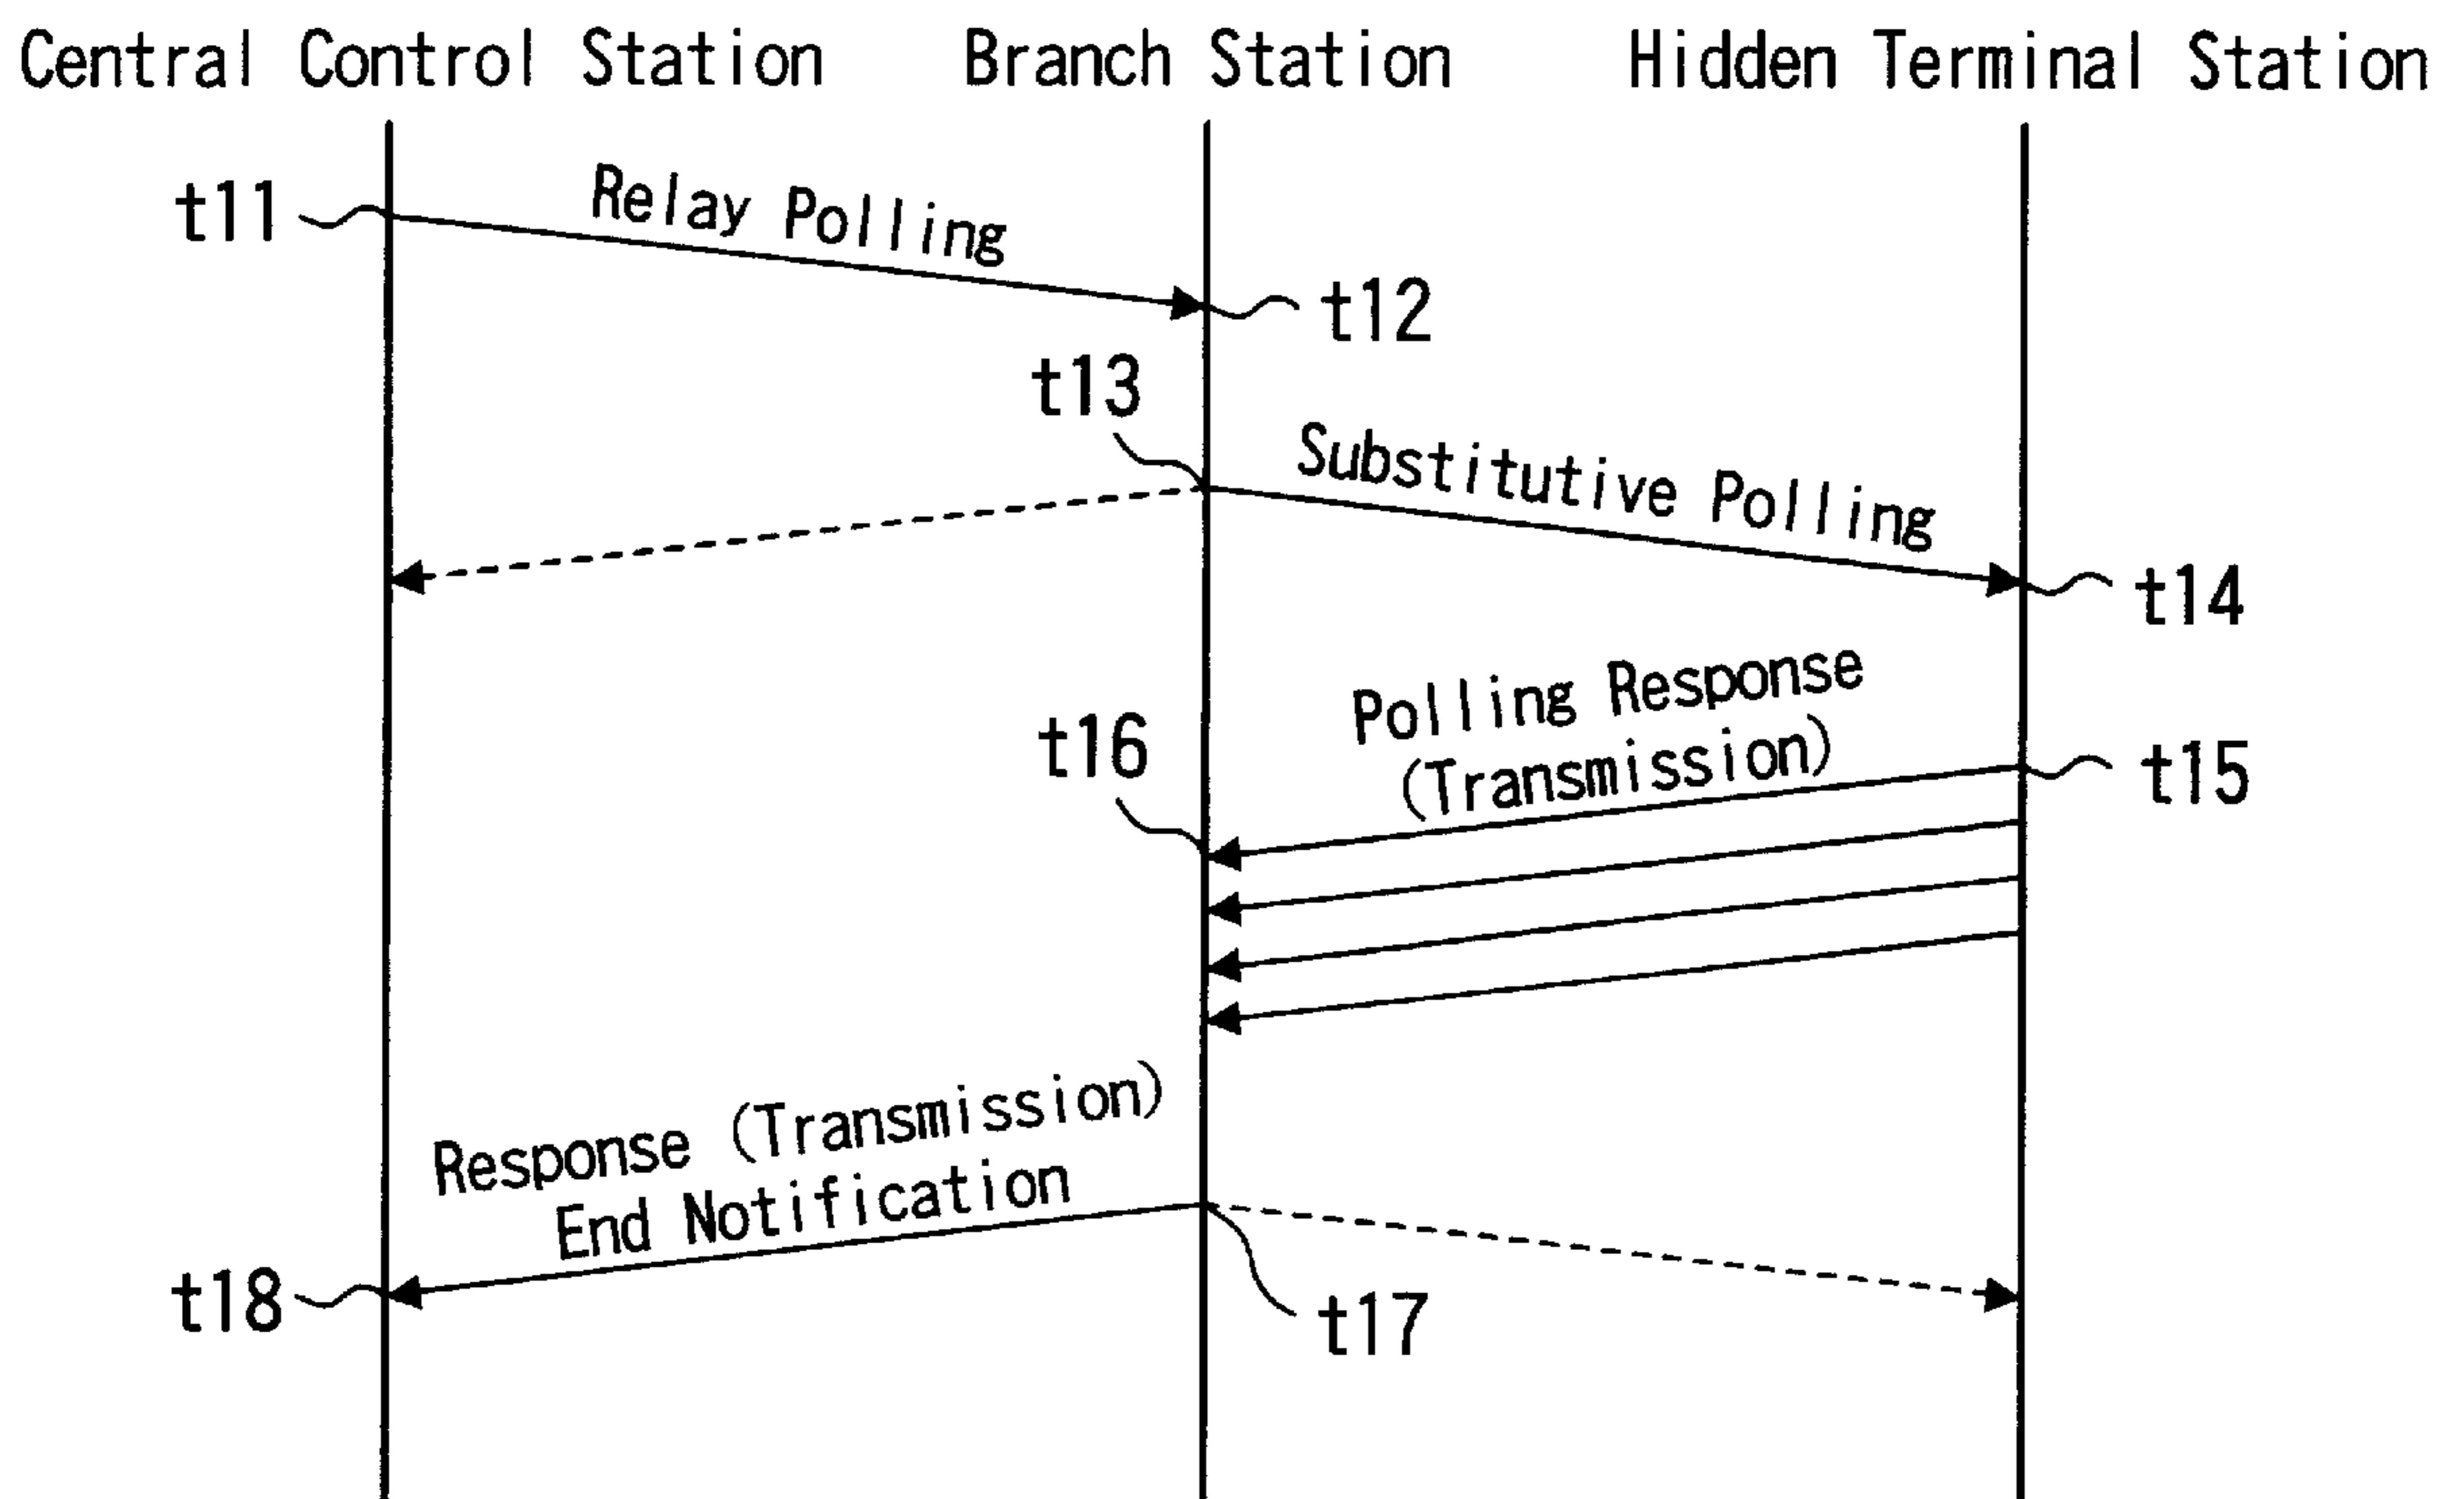 Central Control Station
Branch Station
Hidden Terminal Station
t11
Relay Polling
t12
t13
Substitutive Polling
t14
Polling Response
(Transmission)
t15
t16
Response (Transmission)
End Notification
t17
t18